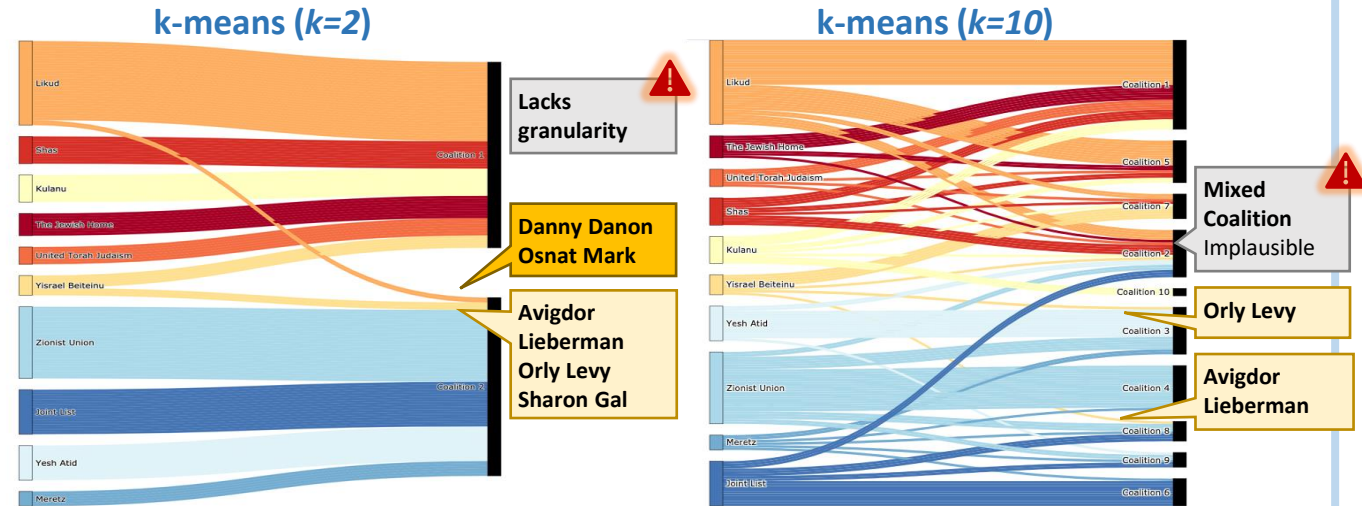 k-means (k=2)
Likud
Shas
Kulanu
The Jewish Home
United Torah Judaism
Yisrael Beiteinu
Zionist Union
Joint List
Yesh Atid
Meretz
Coalition 1
Coalition 2
Lacks
granularity
Danny Danon
Osnat Mark
Avigdor
Lieberman
Orly Levy
Sharon Gal
k-means (k=10)
Likud
The Jewish Home
United Torah Judaism
Shas
Kulanu
Yisrael Beiteinu
Yesh Atid
Zionist Union
Meretz
Joint List
Coalition 1
Coalition 5
Coalition 7
Coalition 2
Coalition 10
Coalition 3
Coalition 4
Coalition 8
Coalition 9
Coalition 6
Mixed
Coalition
Implausible
Orly Levy
Avigdor
Lieberman